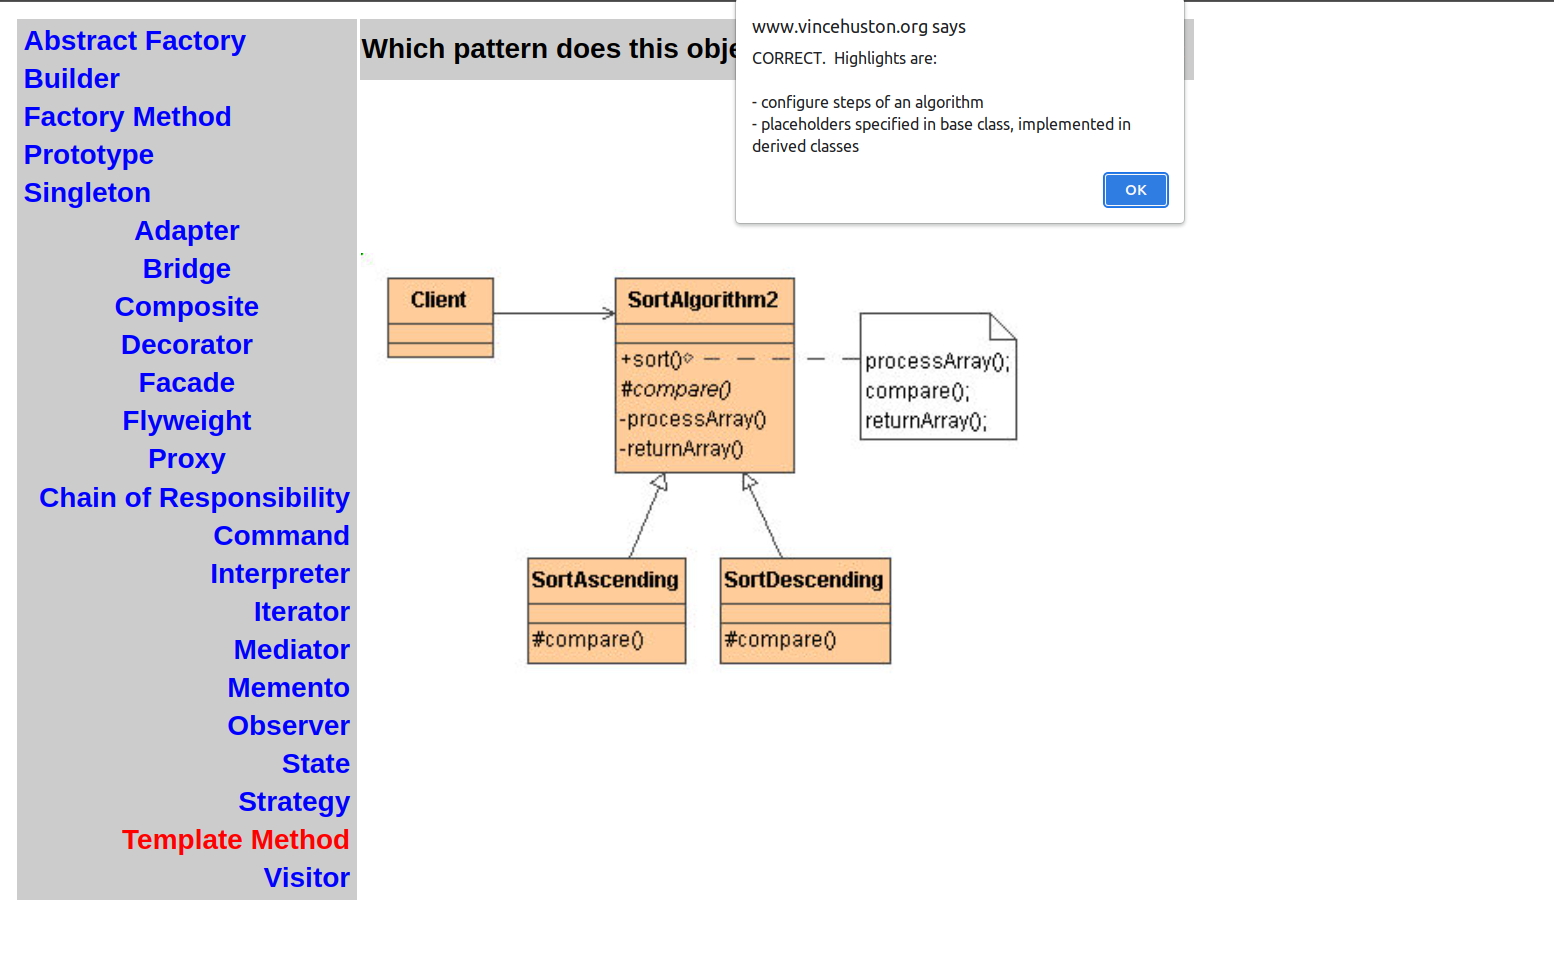 Abstract Factory
Builder
Factory Method
Prototype
Singleton
Adapter
Bridge
Composite
Decorator
Facade
Flyweight
Proxy
Chain of Responsibility
Command
Interpreter
Iterator
Mediator
Memento
Observer
State
Strategy
Template Method
Visitor
Which pattern does this obje
www.vincehuston.org says
CORRECT.  Highlights are:
- configure steps of an algorithm
- placeholders specified in base class, implemented in
derived classes
OK
Client
SortAlgorithm2
+sort()
#compare()
-processArray()
-returnArray()
processArray();
compare();
returnArray();
SortAscending
#compare()
SortDescending
#compare()